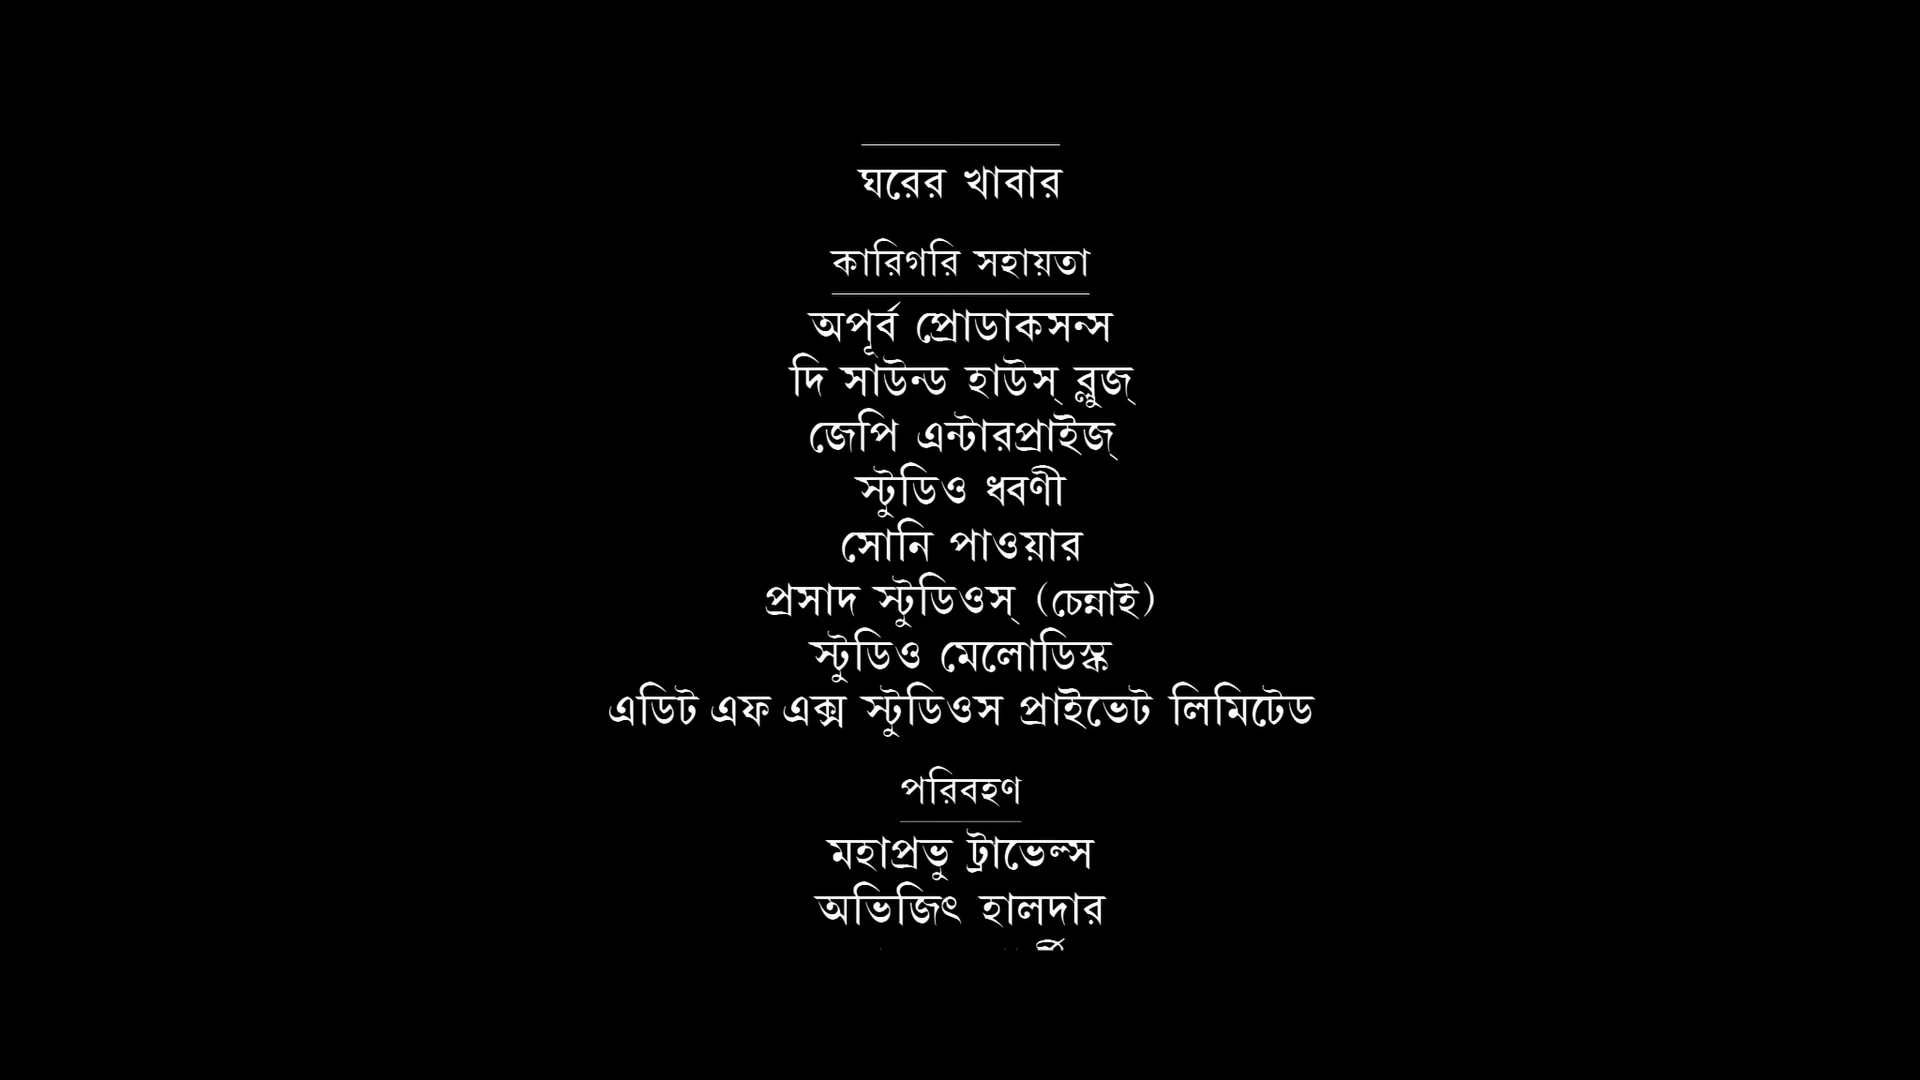 ঘরের খাবার
কারিগরি সহায়তা
অপূর্ব প্রোডাকসন্স
দি সাউন্ড হাউস্ ব্লুজ্
জেপি এন্টারপ্রাইজ্
স্টুডিও ধবণী
সোনি পাওয়ার
প্রসাদ স্টুডিওস্ (চেন্নাই)
স্টুডিও মেলোডিস্ক
এডিট এফ এক্স স্টুডিওস প্রাইভেট লিমিটেড
পরিবহণ
মহাপ্রভু ট্রাভেল্স
অভিজিৎ হালদার